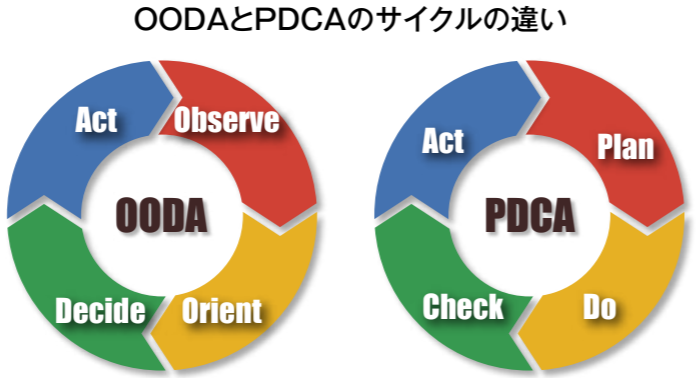 OODAとPDCAのサイクルの違い
Act
Observe
OODA
Decide
Orient
Act
Plan
PDCA
Check
Do